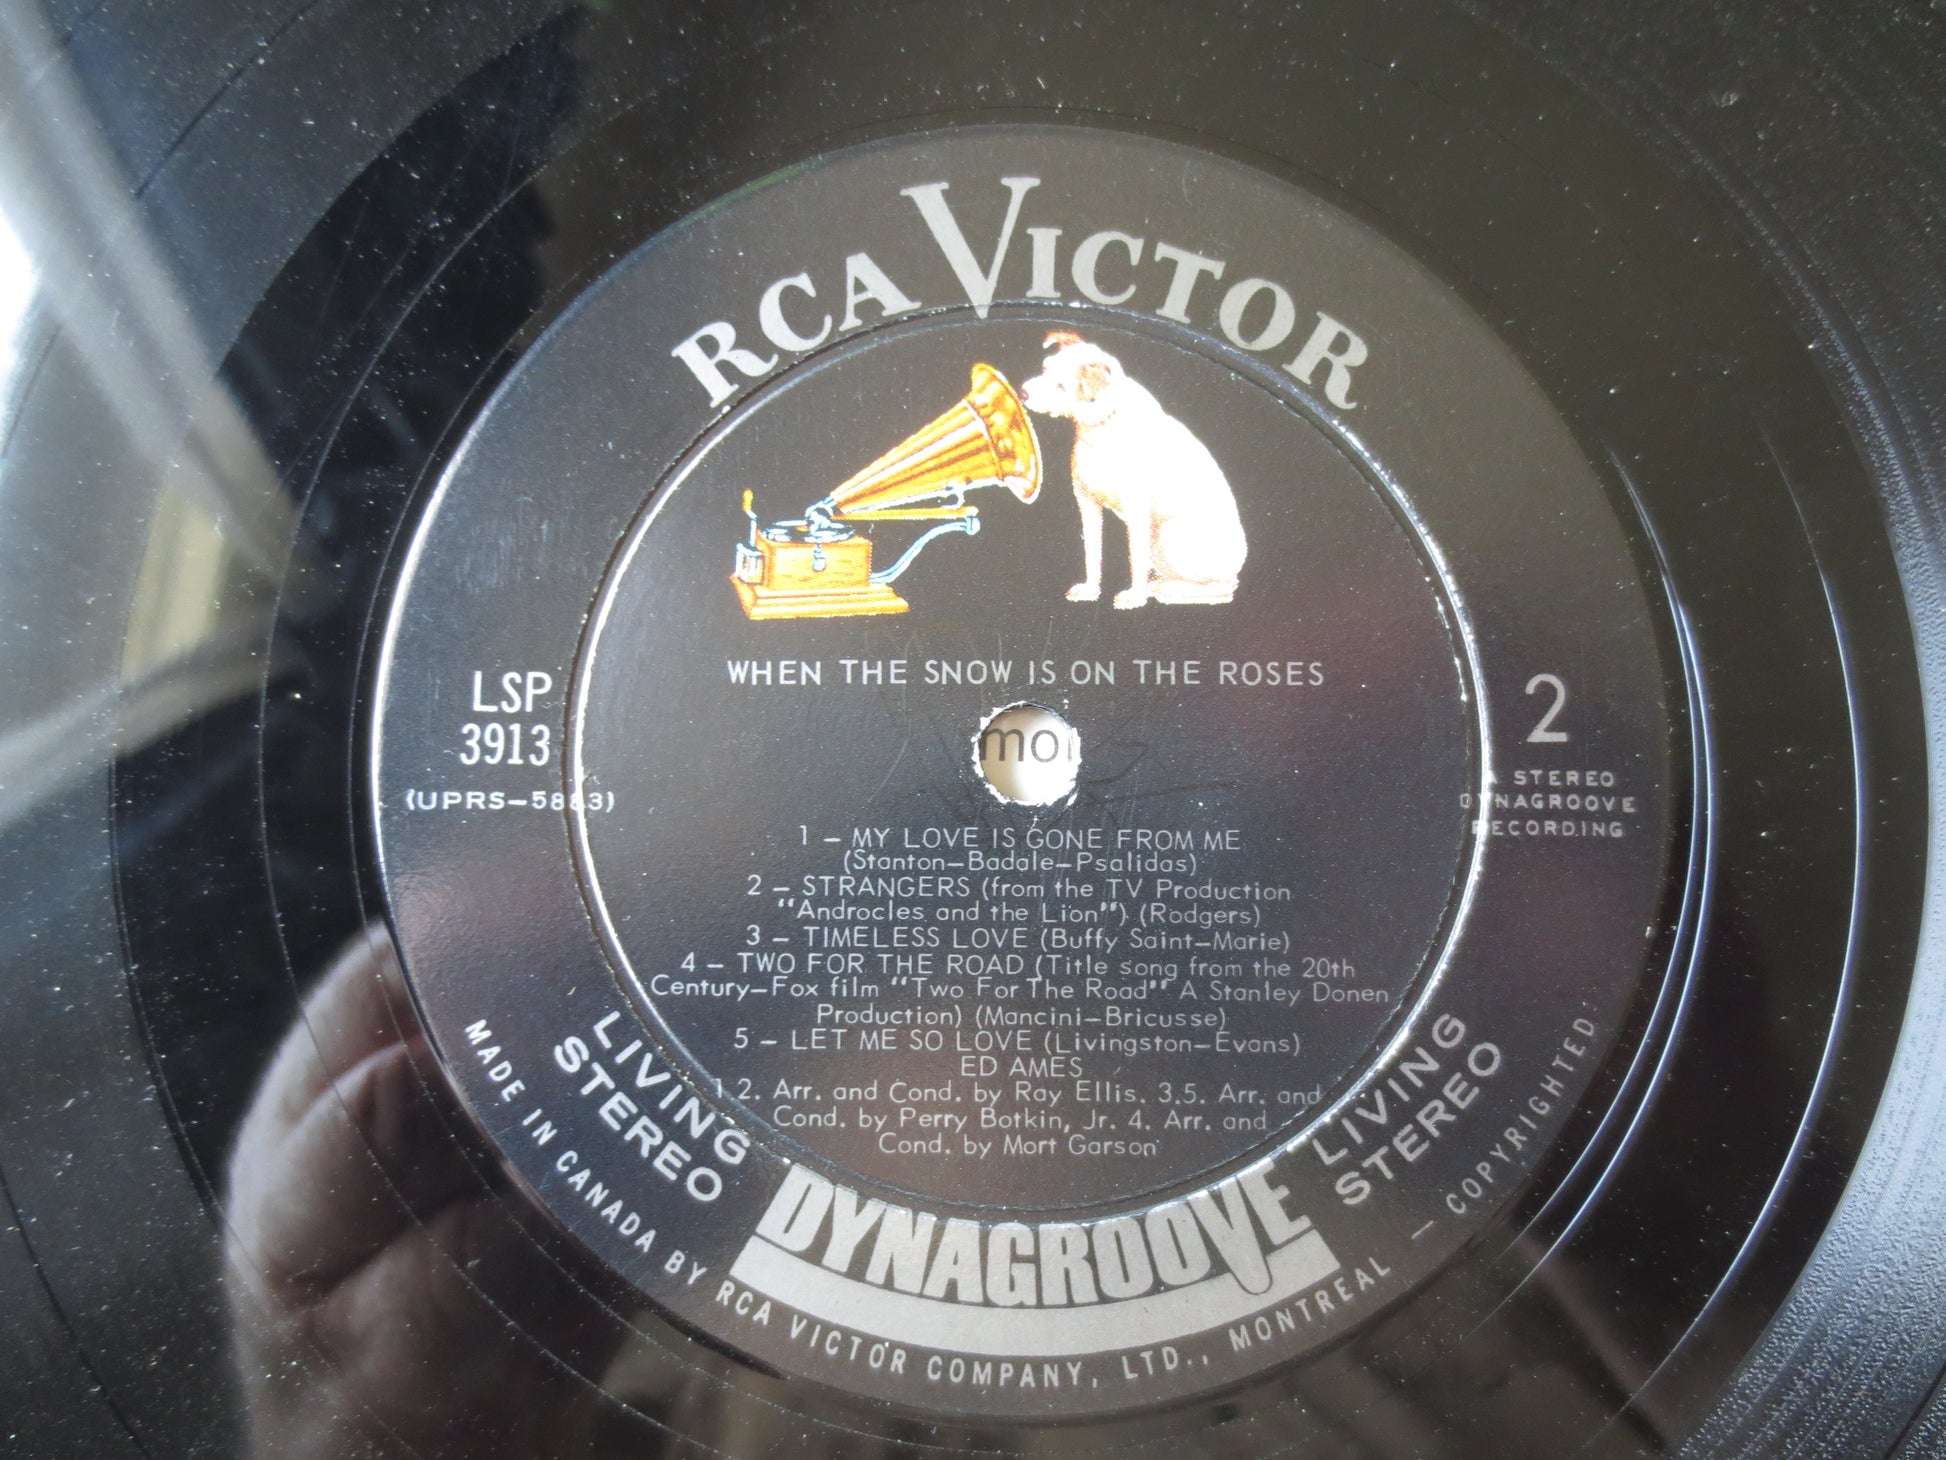 RCA VICTOR
WHEN THE SNOW IS ON THE ROSES
LSP
3913
(UPRS-5883)
2
A STEREO
DYNAGROOVE
RECORDING
mo
1 – MY LOVE IS GONE FROM ME
(Stanton–Badale–Psalidas)
2 – STRANGERS (from the TV Production
"Androcles and the Lion") (Rodgers)
3 – TIMELESS LOVE (Buffy Saint–Marie)
4 – TWO FOR THE ROAD (Title song from the 20th
Century–Fox film "Two For The Road" A Stanley Donen
Production) (Mancini–Bricusse)
5 – LET ME SO LOVE (Livingston–Evans)
ED AMES
1 2. Arr. and Cond. by Ray Ellis. 3.5. Arr. and
Cond. by Perry Botkin, Jr. 4. Arr. and
Cond. by Mort Garson
LIVING
STEREO
DYNAGROOVE
LIVING
STEREO
MADE IN CANADA BY RCA VICTOR COMPANY, LTD., MONTREAL – COPYRIGHTED